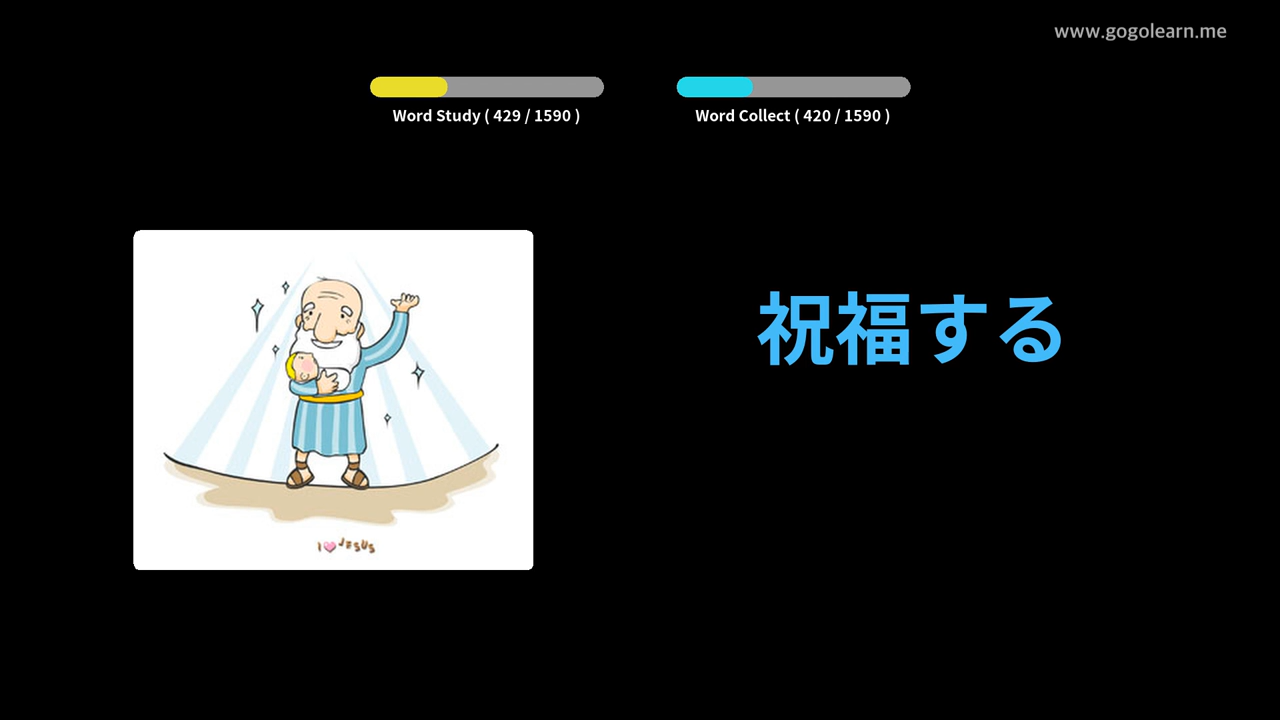 www.gogolearn.me
Word Study ( 429 / 1590 )
Word Collect ( 420 / 1590 )
祝福する
I JESUS